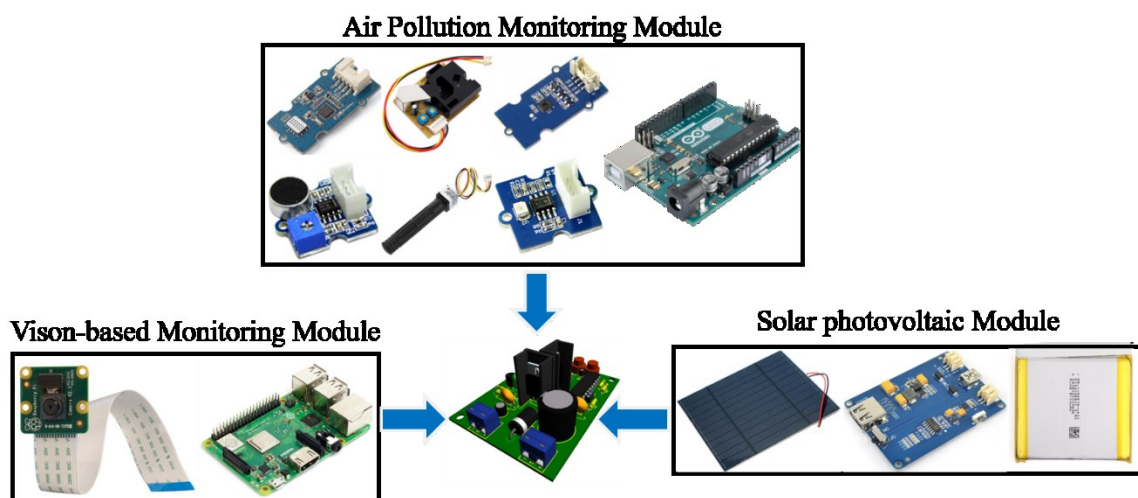 Air Pollution Monitoring Module
Vison-based Monitoring Module
Solar photovoltaic Module